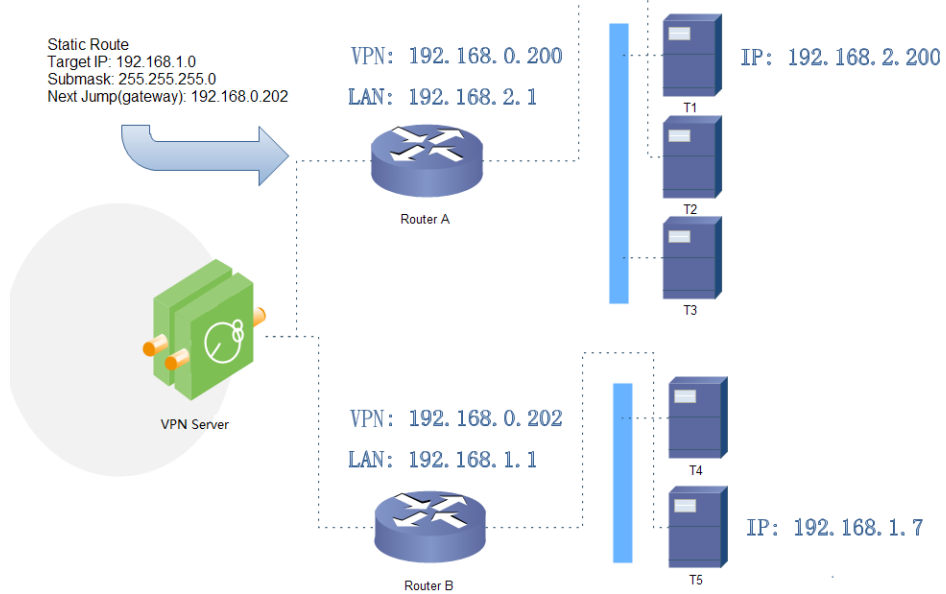 Static Route
Target IP: 192.168.1.0
Submask: 255.255.255.0
Next Jump(gateway): 192.168.0.202
VPN: 192.168.0.200
LAN: 192.168.2.1
Router A
IP: 192.168.2.200
T1
T2
T3
VPN Server
VPN: 192.168.0.202
LAN: 192.168.1.1
Router B
T4
IP: 192.168.1.7
T5